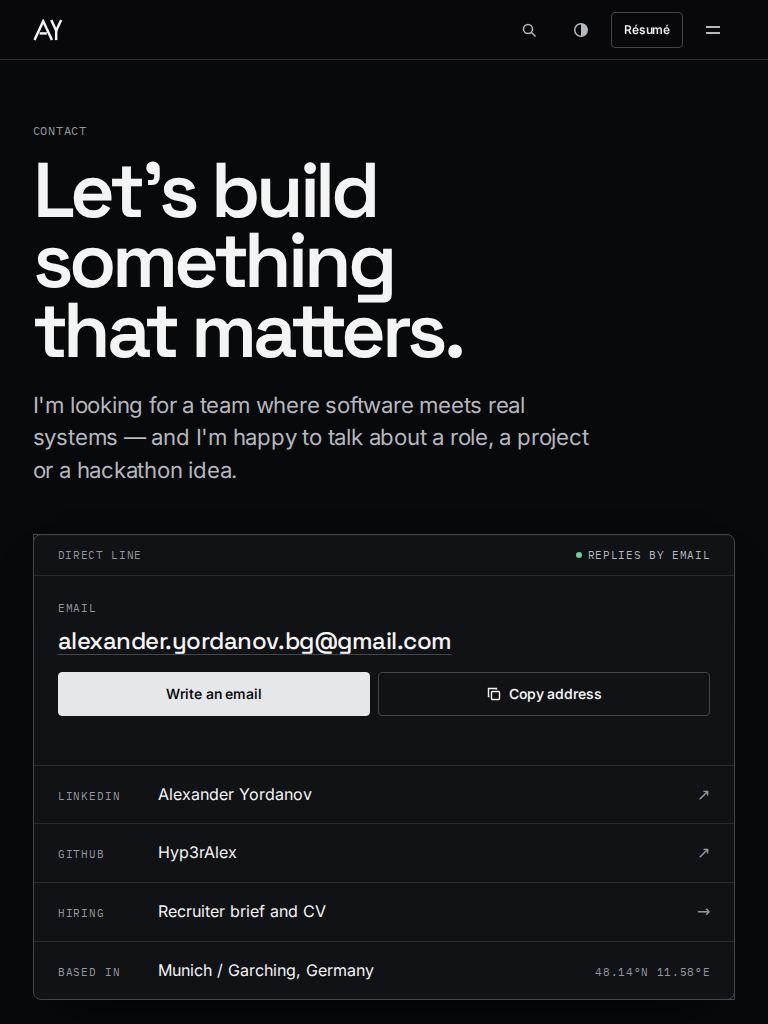 AY
Résumé
CONTACT
Let’s build
something
that matters.
I'm looking for a team where software meets real
systems — and I'm happy to talk about a role, a project
or a hackathon idea.
DIRECT LINE
REPLIES BY EMAIL
EMAIL
alexander.yordanov.bg@gmail.com
Write an email
Copy address
LINKEDIN
Alexander Yordanov
↗
GITHUB
Hyp3rAlex
↗
HIRING
Recruiter brief and CV
→
BASED IN
Munich / Garching, Germany
48.14°N 11.58°E